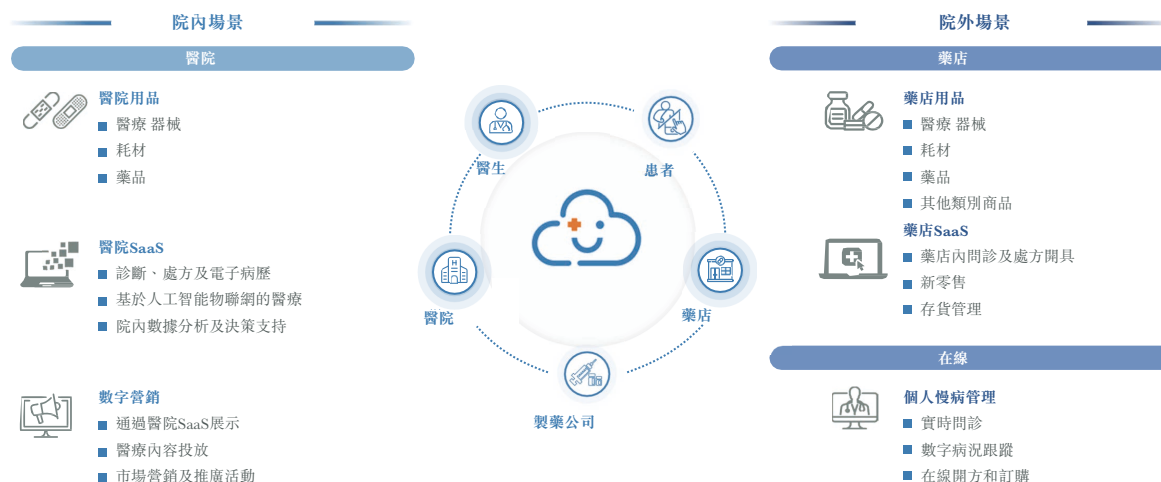 院內場景
醫院
醫院用品
醫療 器械
耗材
藥品
醫院SaaS
診斷、處方及電子病歷
基於人工智能物聯網的醫療
院內數據分析及決策支持
數字營銷
通過醫院SaaS展示
醫療內容投放
市場營銷及推廣活動
醫生
患者
醫院
藥店
製藥公司
院外場景
藥店
藥店用品
醫療 器械
耗材
藥品
其他類別商品
藥店SaaS
藥店內問診及處方開具
新零售
存貨管理
在線
個人慢病管理
實時問診
數字病況跟蹤
在線開方和訂購